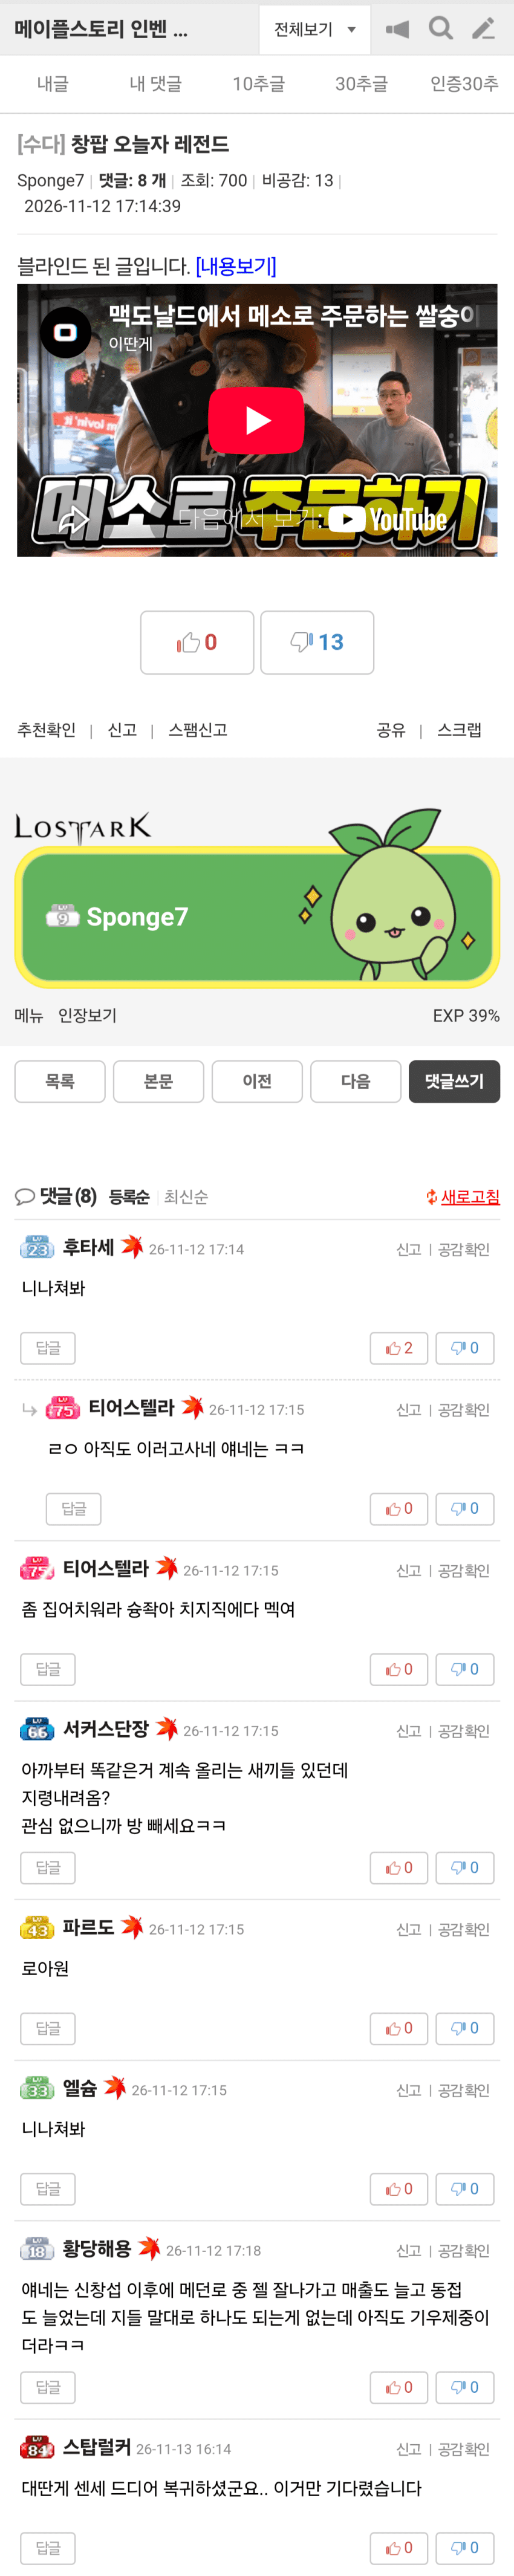 메이플스토리 인벤 ...
전체보기 ▼
내글 내 댓글 10추글 30추글 인증30추
[수다] 창팝 오늘자 레전드
Sponge7 | 댓글: 8 개 | 조회: 700 | 비공감: 13 |
2026-11-12 17:14:39
블라인드 된 글입니다. [내용보기]
맥도날드에서 메소로 주문하는 쌀숭이
이딴게
메소로 주문하기
다음에서 보기: YouTube
0 13
추천확인 | 신고 | 스팸신고 공유 | 스크랩
LOSTARK
LV 9 Sponge7
메뉴 인장보기 EXP 39%
목록 본문 이전 다음 댓글쓰기
댓글(8) 등록순 | 최신순 새로고침
LV 23 후타세 26-11-12 17:14 신고 | 공감확인
니나쳐봐
답글 2 0
LV 75 티어스텔라 26-11-12 17:15 신고 | 공감확인
ㄹㅇ 아직도 이러고사네 얘네는 ㅋㅋ
답글 0 0
LV 75 티어스텔라 26-11-12 17:15 신고 | 공감확인
좀 집어치워라 슝좍아 치지직에다 멕여
답글 0 0
LV 66 서커스단장 26-11-12 17:15 신고 | 공감확인
아까부터 똑같은거 계속 올리는 새끼들 있던데
지령내려옴?
관심 없으니까 방 빼세요ㅋㅋ
답글 0 0
LV 43 파르도 26-11-12 17:15 신고 | 공감확인
로아원
답글 0 0
LV 33 엘슘 26-11-12 17:15 신고 | 공감확인
니나쳐봐
답글 0 0
LV 18 황당해용 26-11-12 17:18 신고 | 공감확인
얘네는 신창섭 이후에 메던로 중 젤 잘나가고 매출도 늘고 동접
도 늘었는데 지들 말대로 하나도 되는게 없는데 아직도 기우제중이
더라ㅋㅋ
답글 0 0
LV 84 스탑럴커 26-11-13 16:14 신고 | 공감확인
대딴게 센세 드디어 복귀하셨군요.. 이거만 기다렸습니다
답글 0 0